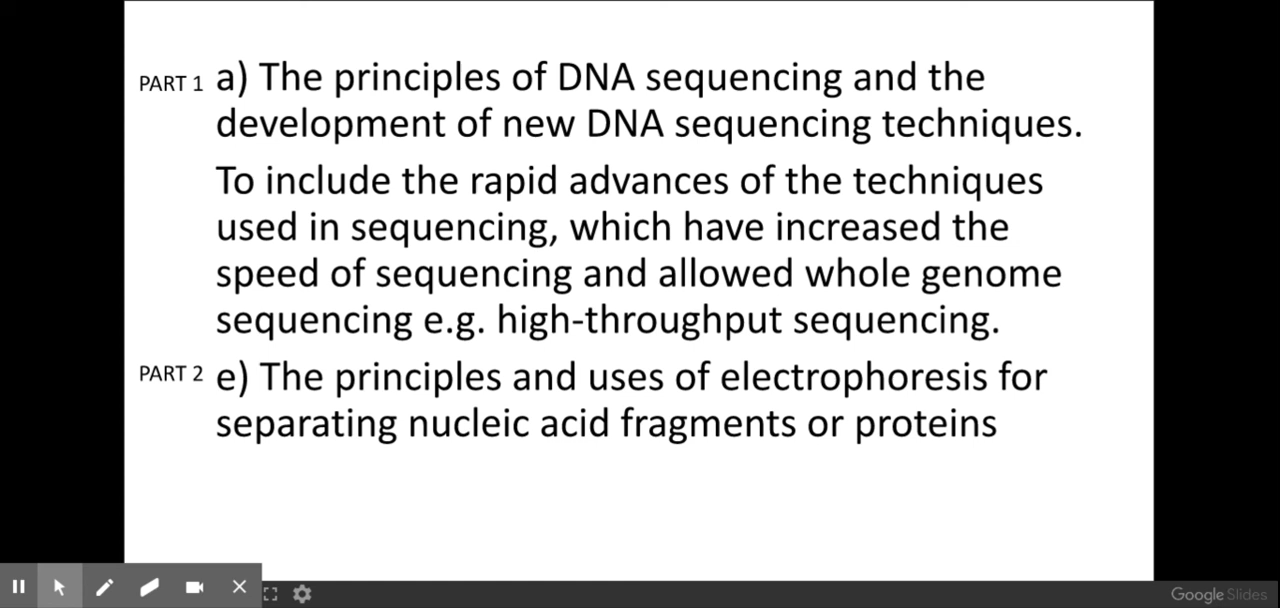 PART 1 a) The principles of DNA sequencing and the
development of new DNA sequencing techniques.
To include the rapid advances of the techniques
used in sequencing, which have increased the
speed of sequencing and allowed whole genome
sequencing e.g. high-throughput sequencing.
PART 2 e) The principles and uses of electrophoresis for
separating nucleic acid fragments or proteins
Google Slides